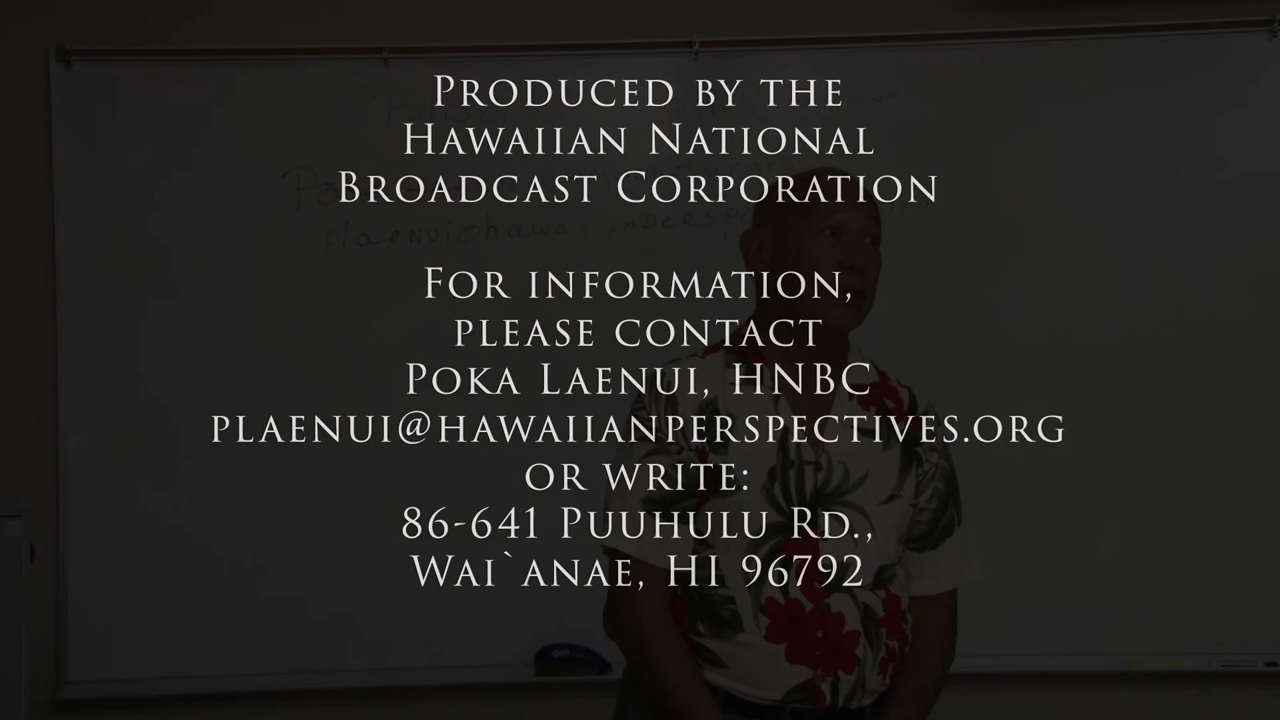 Produced by the
Hawaiian National
Broadcast Corporation
For information,
please contact
Poka Laenui, HNBC
plaenui@hawaiianperspectives.org
or write:
86-641 Puuhulu Rd.,
Wai`anae, HI 96792